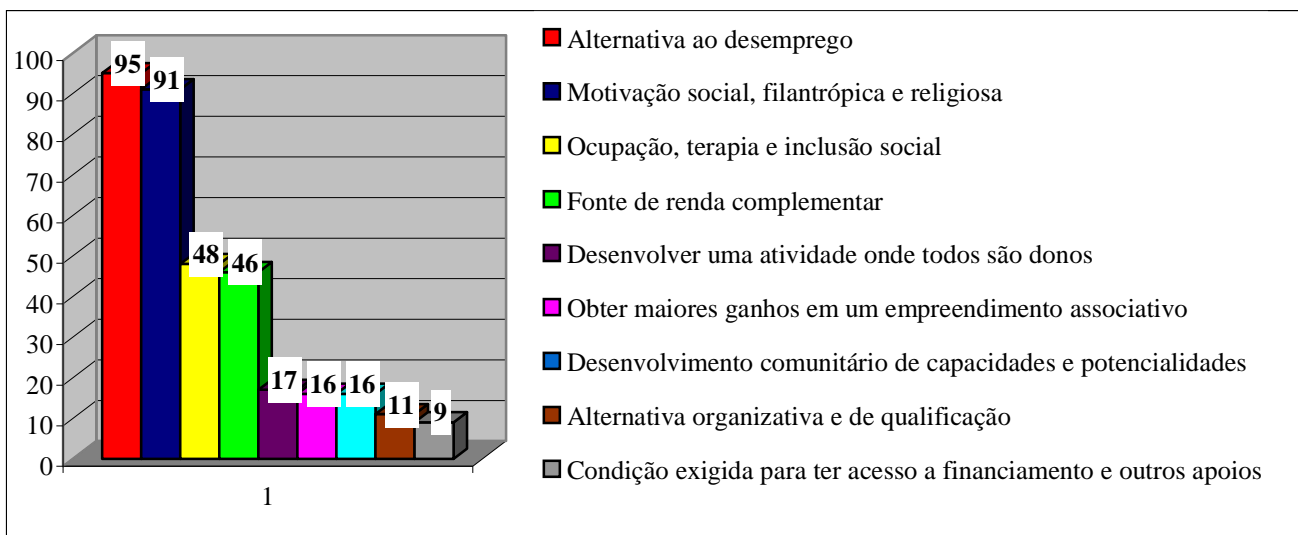 100
90
80
70
60
50
40
30
20
10
0
95
91
48
46
17
16
16
11
9
1
Alternativa ao desemprego
Motivação social, filantrópica e religiosa
Ocupação, terapia e inclusão social
Fonte de renda complementar
Desenvolver uma atividade onde todos são donos
Obter maiores ganhos em um empreendimento associativo
Desenvolvimento comunitário de capacidades e potencialidades
Alternativa organizativa e de qualificação
Condição exigida para ter acesso a financiamento e outros apoios